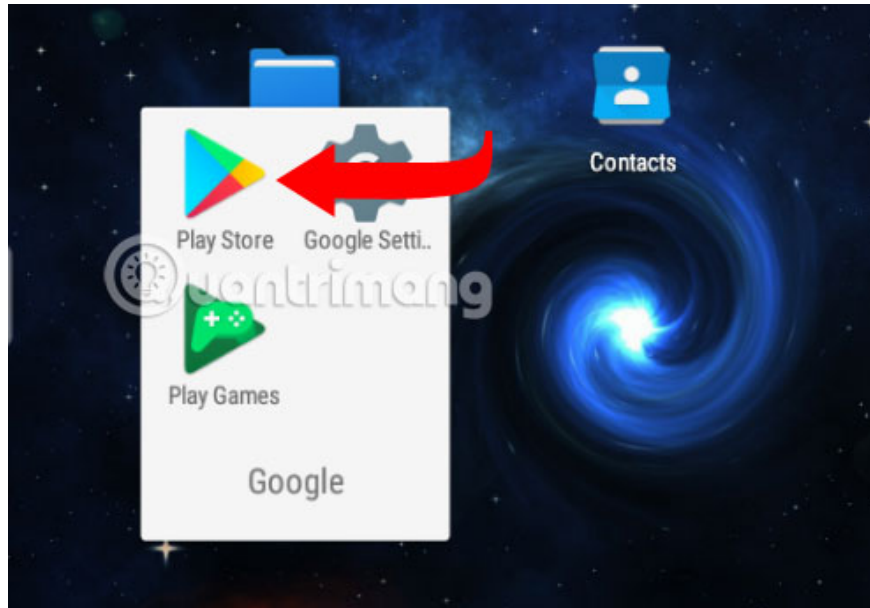 Contacts
Play Store
Google Setti..
Quantrimang
Play Games
Google